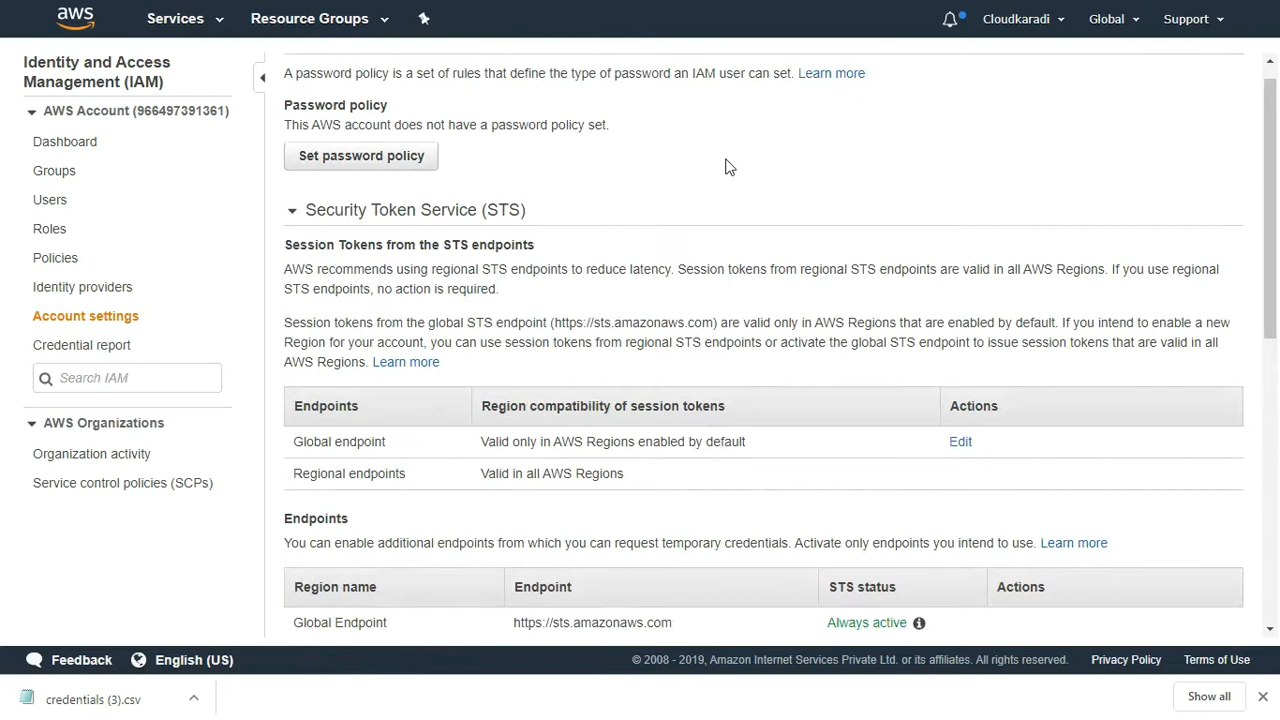 aws Services Resource Groups Cloudkaradi Global Support
Identity and Access
Management (IAM)
AWS Account (966497391361)
Dashboard
Groups
Users
Roles
Policies
Identity providers
Account settings
Credential report
Search IAM
AWS Organizations
Organization activity
Service control policies (SCPs)
A password policy is a set of rules that define the type of password an IAM user can set. Learn more
Password policy
This AWS account does not have a password policy set.
Set password policy
Security Token Service (STS)
Session Tokens from the STS endpoints
AWS recommends using regional STS endpoints to reduce latency. Session tokens from regional STS endpoints are valid in all AWS Regions. If you use regional
STS endpoints, no action is required.
Session tokens from the global STS endpoint (https://sts.amazonaws.com) are valid only in AWS Regions that are enabled by default. If you intend to enable a new
Region for your account, you can use session tokens from regional STS endpoints or activate the global STS endpoint to issue session tokens that are valid in all
AWS Regions. Learn more
Endpoints Region compatibility of session tokens Actions
Global endpoint Valid only in AWS Regions enabled by default Edit
Regional endpoints Valid in all AWS Regions
Endpoints
You can enable additional endpoints from which you can request temporary credentials. Activate only endpoints you intend to use. Learn more
Region name Endpoint STS status Actions
Global Endpoint https://sts.amazonaws.com Always active
Feedback English (US) © 2008 - 2019, Amazon Internet Services Private Ltd. or its affiliates. All rights reserved. Privacy Policy Terms of Use
credentials (3).csv Show all